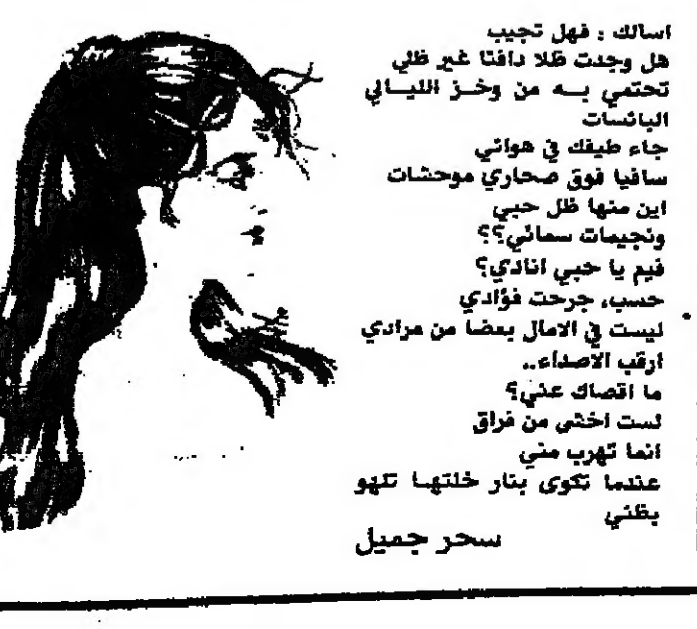 اسالك : فهل تجيب
هل وجدت ظلا دافئا غير ظلي
تحتمي بـه من وخـز الليـالي
البائسات
جاء طيفك في هوائي
سافيا فوق صحاري موحشات
اين منها ظل حبي
ونجيمات سمائي؟؟
فيم يا حبي انادي؟
حسب، جرحت فؤادي
ليست في الامال بعضا من مرادي
ارقب الاصداء..
ما اقصاك عني؟
لست اخشى من فراق
انما تهرب مني
عندما تكوى بنار خلتهـا تلهو
بظني
سحر جميل